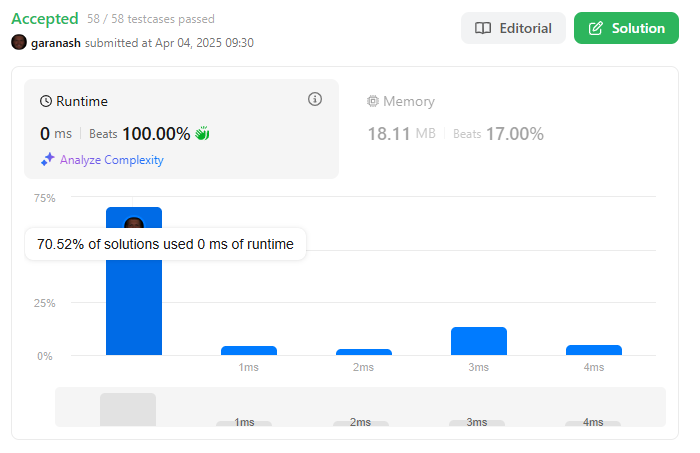 Accepted 58 / 58 testcases passed
Editorial
Solution
garanash submitted at Apr 04, 2025 09:30
Runtime
0 ms Beats 100.00%
Analyze Complexity
Memory
18.11 MB Beats 17.00%
75%
70.52% of solutions used 0 ms of runtime
25%
0%
1ms 2ms 3ms 4ms
1ms 2ms 3ms 4ms